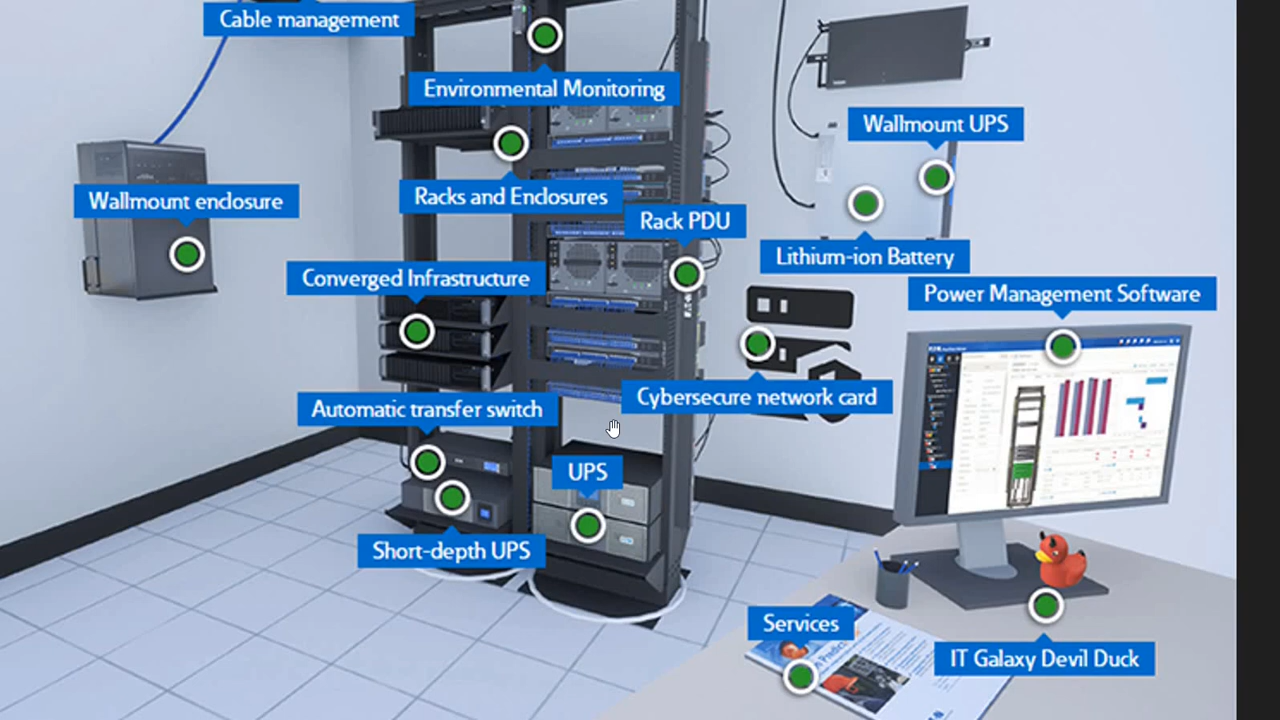 Cable management
Environmental Monitoring
Wallmount UPS
Wallmount enclosure
Racks and Enclosures
Rack PDU
Lithium-ion Battery
Converged Infrastructure
Power Management Software
Cybersecure network card
Automatic transfer switch
UPS
Short-depth UPS
Services
IT Galaxy Devil Duck